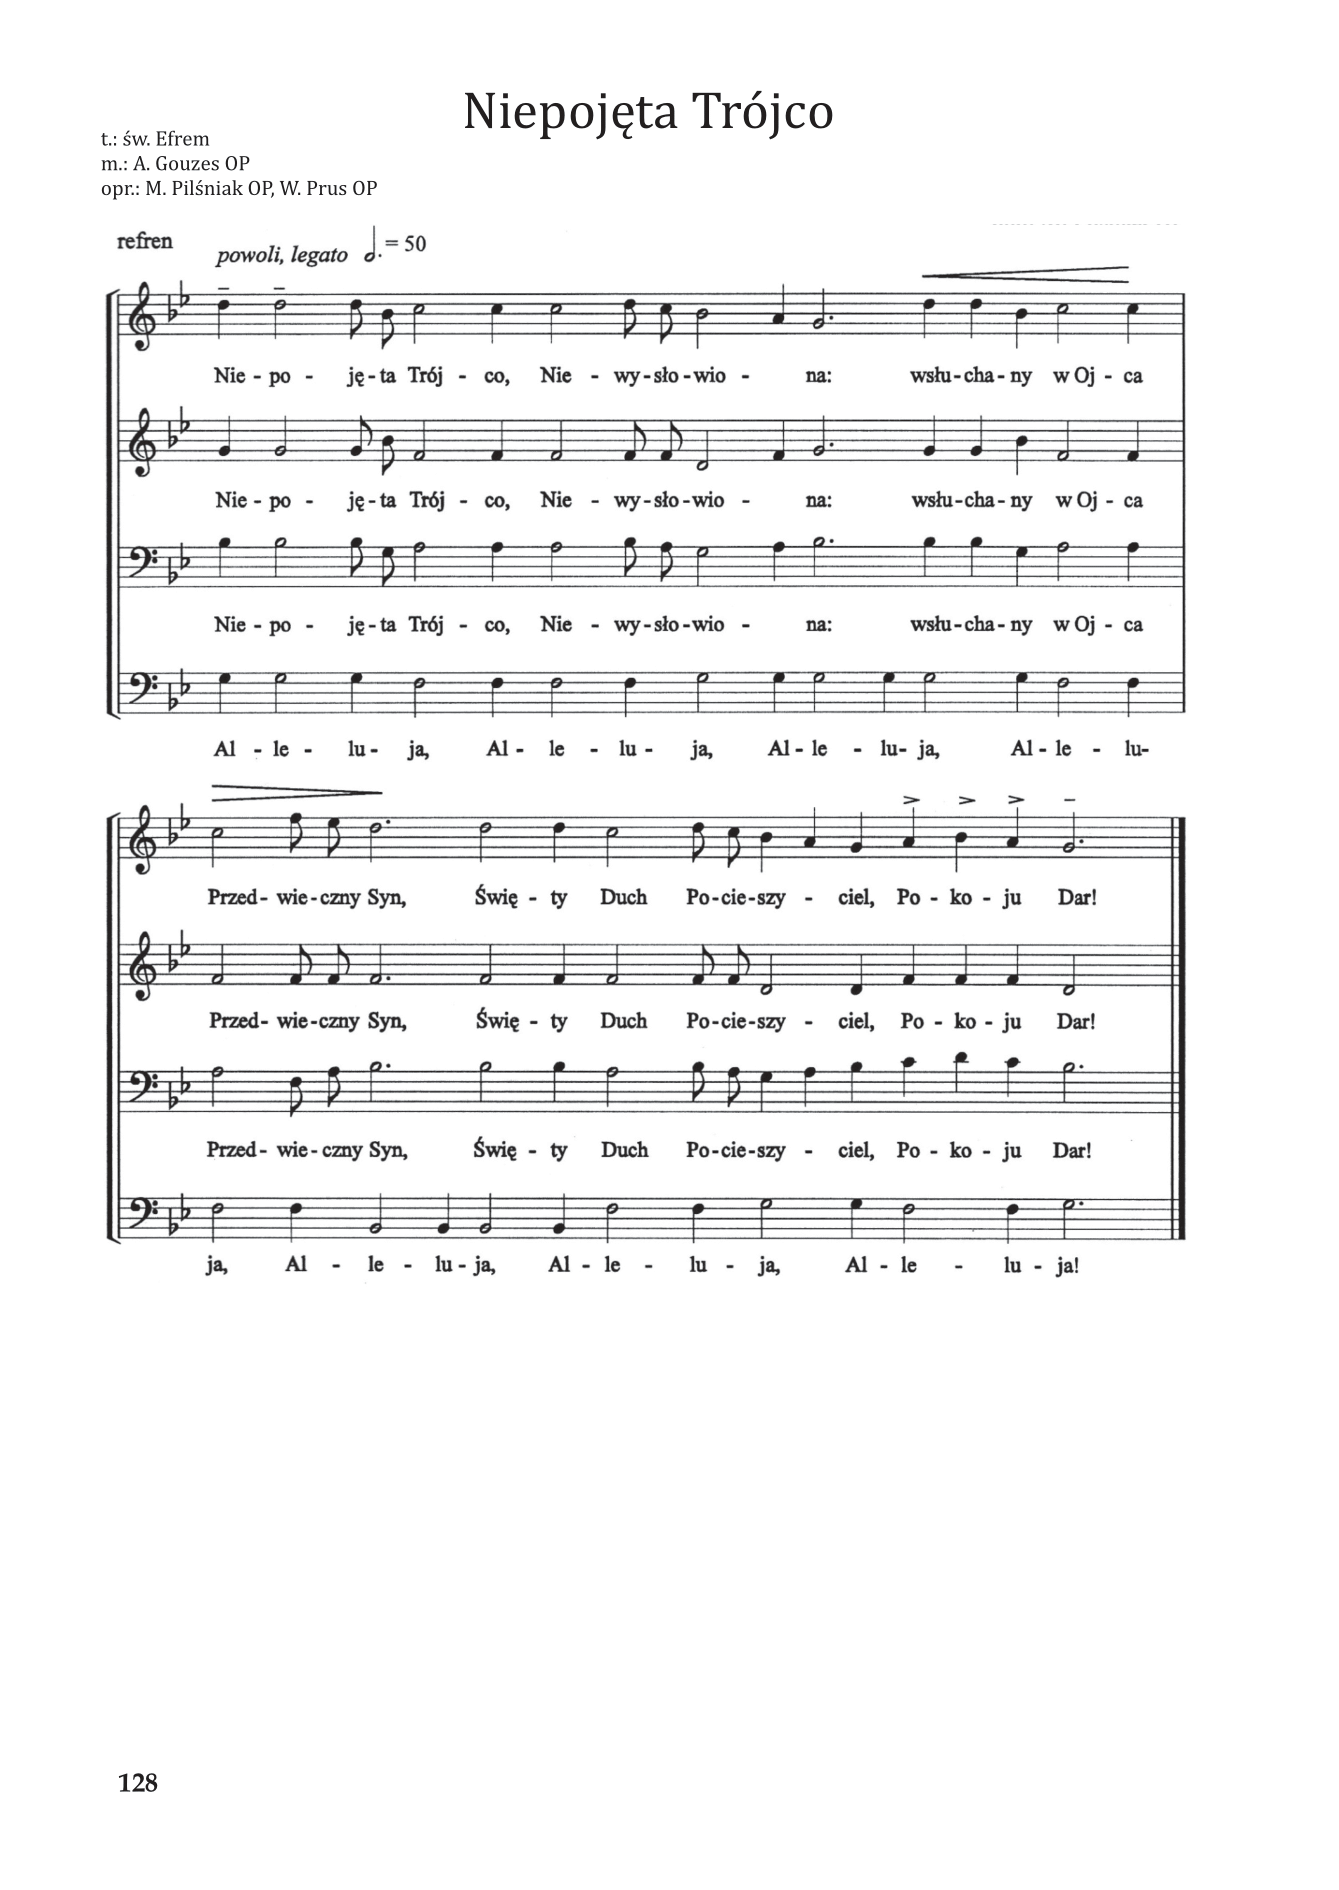 Niepojęta Trójco
t.: św. Efrem
m.: A. Gouzes OP
opr.: M. Pilśniak OP, W. Prus OP
refren
powoli, legato = 50
Nie - po - ję - ta Trój - co, Nie - wy - sło - wio - na: wsłu - cha - ny w Oj - ca
Nie - po - ję - ta Trój - co, Nie - wy - sło - wio - na: wsłu - cha - ny w Oj - ca
Nie - po - ję - ta Trój - co, Nie - wy - sło - wio - na: wsłu - cha - ny w Oj - ca
Al - le - lu - ja, Al - le - lu - ja, Al - le - lu - ja, Al - le - lu-
Przed - wie - czny Syn, Świę - ty Duch Po - cie - szy - ciel, Po - ko - ju Dar!
Przed - wie - czny Syn, Świę - ty Duch Po - cie - szy - ciel, Po - ko - ju Dar!
Przed - wie - czny Syn, Świę - ty Duch Po - cie - szy - ciel, Po - ko - ju Dar!
ja, Al - le - lu - ja, Al - le - lu - ja, Al - le - lu - ja!
128